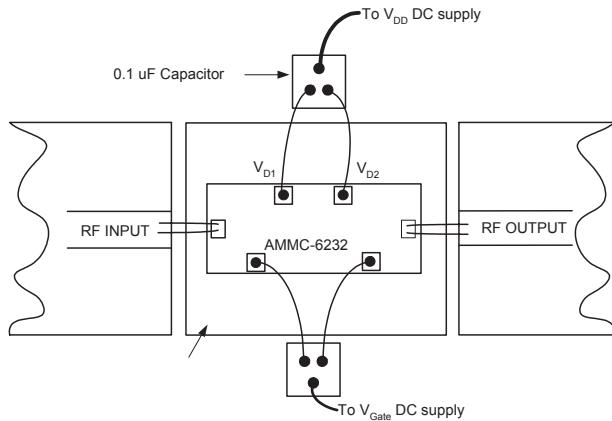 To V_DD DC supply
0.1 uF Capacitor
V_D1
V_D2
RF INPUT
AMMC-6232
RF OUTPUT
To V_Gate DC supply